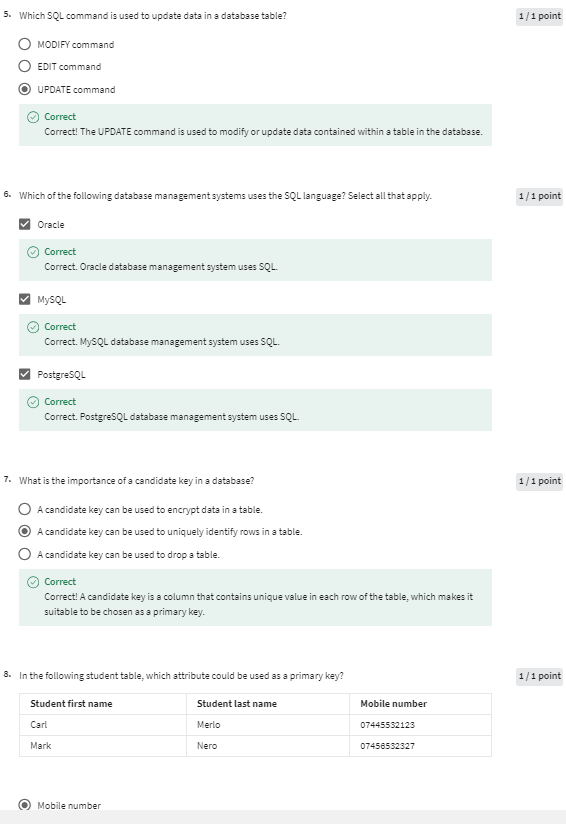 5. Which SQL command is used to update data in a database table?
1 / 1 point
MODIFY command
EDIT command
UPDATE command
Correct
Correct! The UPDATE command is used to modify or update data contained within a table in the database.
6. Which of the following database management systems uses the SQL language? Select all that apply.
1 / 1 point
Oracle
Correct
Correct. Oracle database management system uses SQL.
MySQL
Correct
Correct. MySQL database management system uses SQL.
PostgreSQL
Correct
Correct. PostgreSQL database management system uses SQL.
7. What is the importance of a candidate key in a database?
1 / 1 point
A candidate key can be used to encrypt data in a table.
A candidate key can be used to uniquely identify rows in a table.
A candidate key can be used to drop a table.
Correct
Correct! A candidate key is a column that contains unique value in each row of the table, which makes it
suitable to be chosen as a primary key.
8. In the following student table, which attribute could be used as a primary key?
1 / 1 point
Student first name Student last name Mobile number
Carl Merlo 07445532123
Mark Nero 07456532327
Mobile number